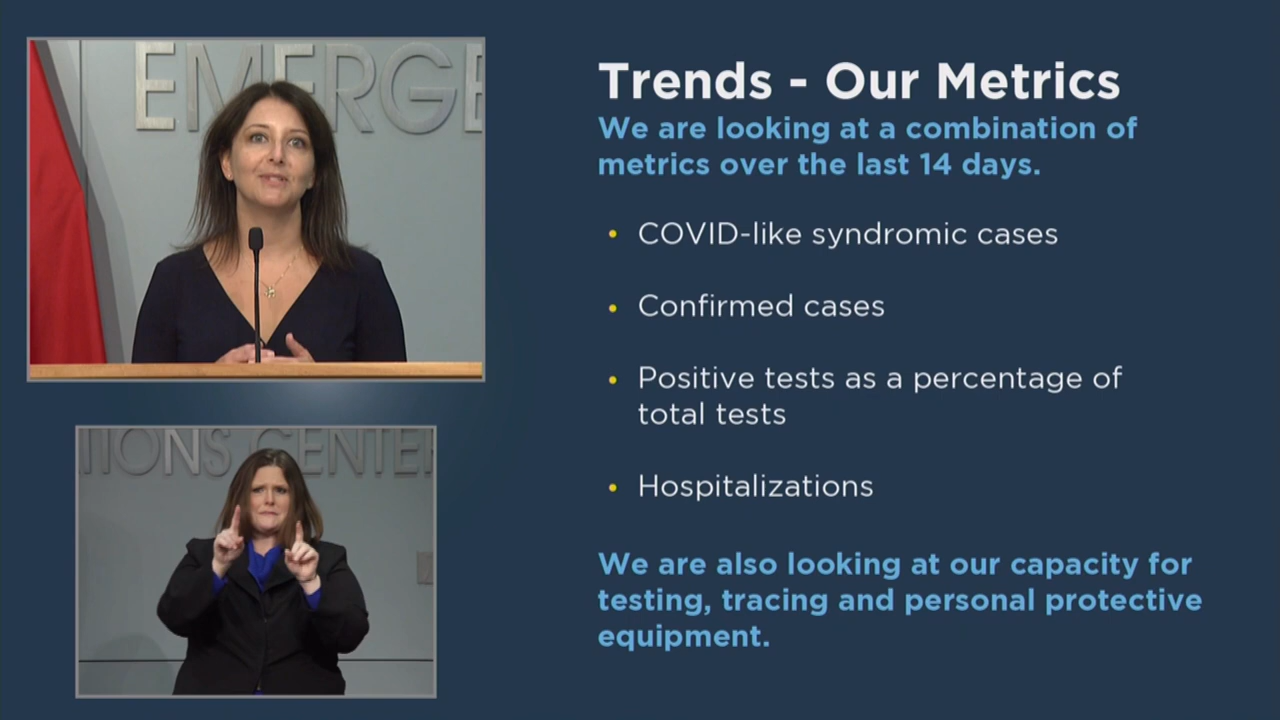 EMERGE
TIONS CENTER
Trends - Our Metrics
We are looking at a combination of
metrics over the last 14 days.
• COVID-like syndromic cases
• Confirmed cases
• Positive tests as a percentage of
total tests
• Hospitalizations
We are also looking at our capacity for
testing, tracing and personal protective
equipment.